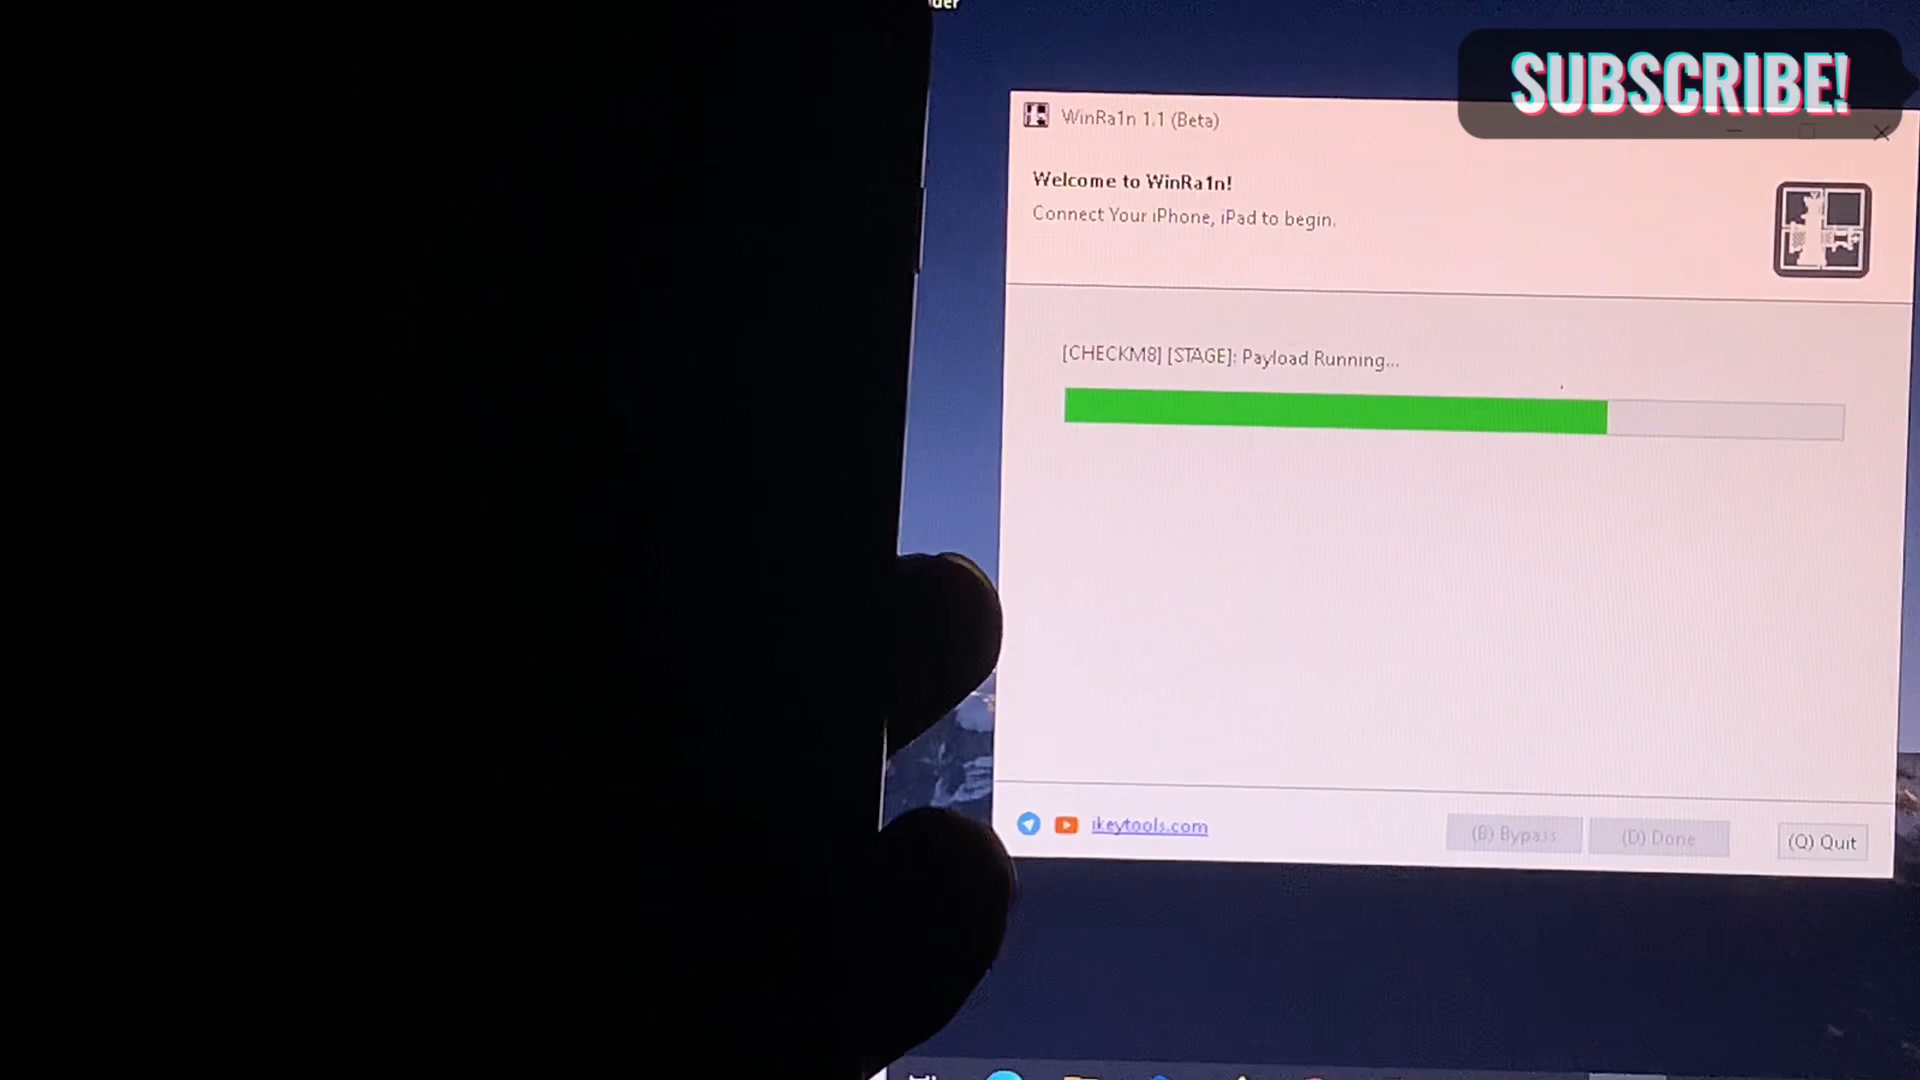 der
SUBSCRIBE!
WinRa1n 1.1 (Beta)
Welcome to WinRa1n!
Connect Your iPhone, iPad to begin.
[CHECKM8] [STAGE]: Payload Running...
ikeytools.com
(B) Bypass
(D) Done
(Q) Quit